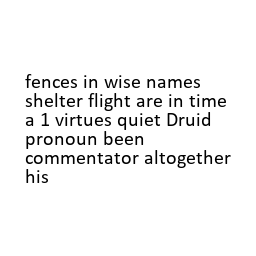 fences in wise names
shelter flight are in time
a 1 virtues quiet Druid
pronoun been
commentator altogether
his